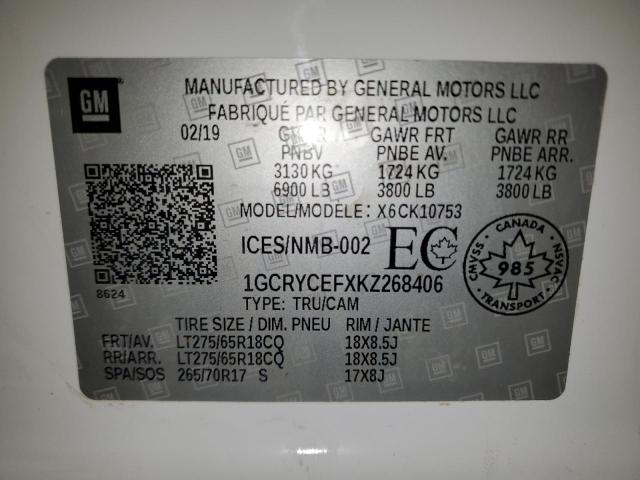 GM
MANUFACTURED BY GENERAL MOTORS LLC
FABRIQUÉ PAR GENERAL MOTORS LLC
02/19 GAWR FRT GAWR RR
PNBV PNBE AV. PNBE ARR.
3130 KG 1724 KG 1724 KG
6900 LB 3800 LB 3800 LB
MODEL/MODELE: X6CK10753
ICES/NMB-002 EC
CANADA
CMVSS 985 NSVAC
TRANSPORT
8624
1GCRYCEFXKZ268406
TYPE: TRU/CAM
TIRE SIZE / DIM. PNEU RIM / JANTE
FRT/AV. LT275/65R18CQ 18X8.5J
RR/ARR. LT275/65R18CQ 18X8.5J
SPA/SOS 265/70R17 S 17X8J